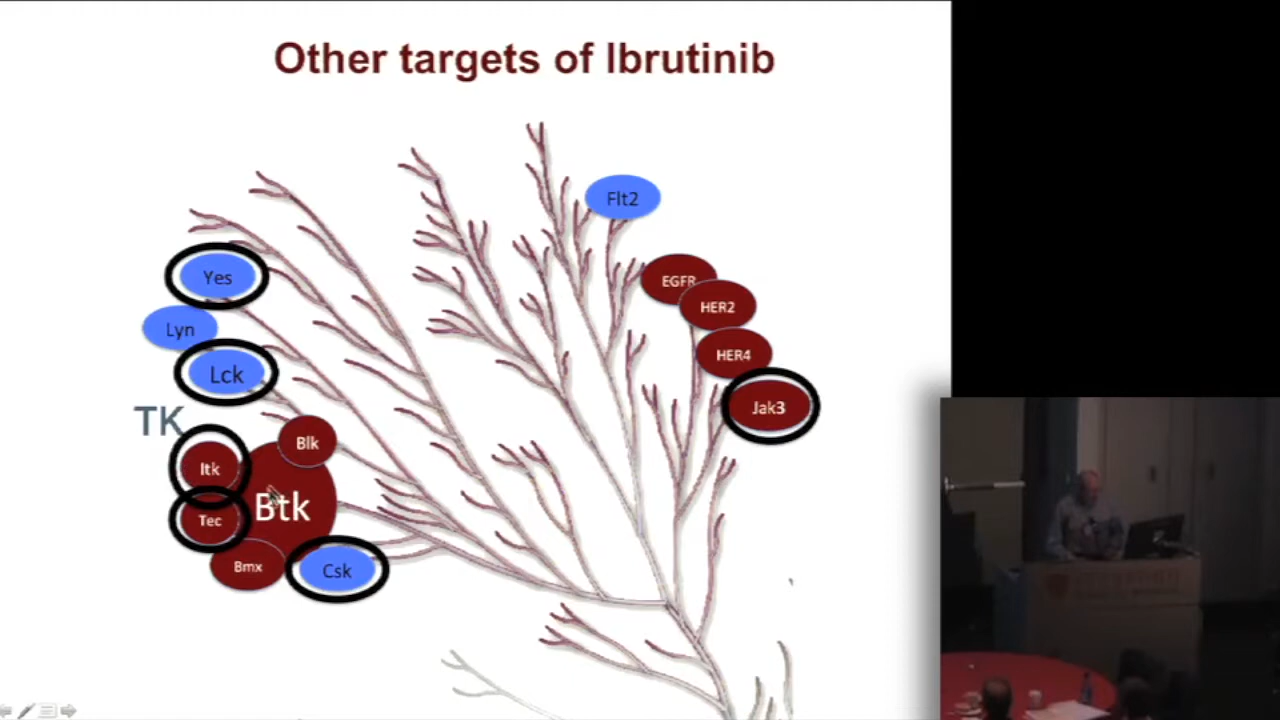 Other targets of Ibrutinib
Flt2
Yes
EGFR
HER2
Lyn
HER4
Lck
Jak3
TK
Blk
Itk
Btk
Tec
Bmx
Csk